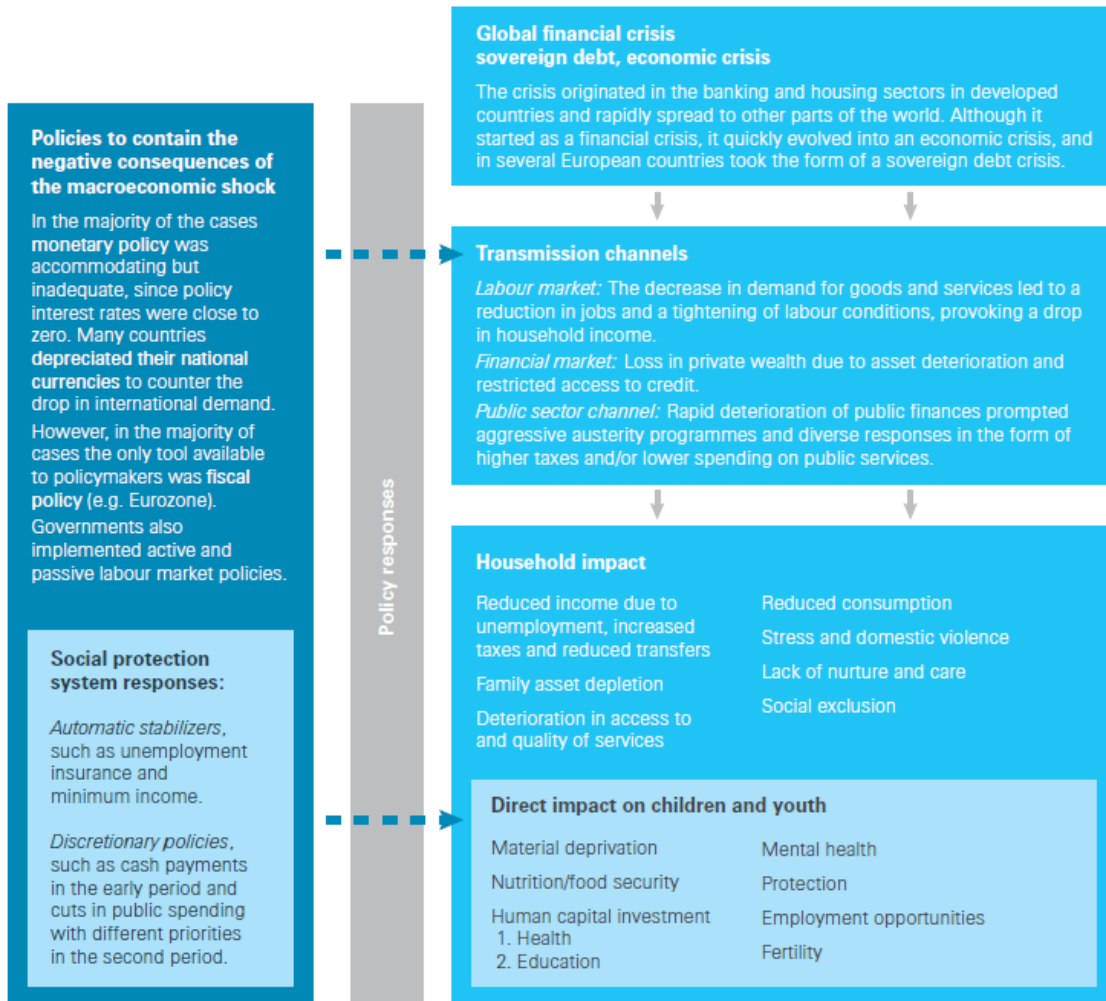 Global financial crisis
sovereign debt, economic crisis
The crisis originated in the banking and housing sectors in developed
countries and rapidly spread to other parts of the world. Although it
started as a financial crisis, it quickly evolved into an economic crisis, and
in several European countries took the form of a sovereign debt crisis.
Policies to contain the
negative consequences of
the macroeconomic shock
In the majority of the cases
monetary policy was
accommodating but
inadequate, since policy
interest rates were close to
zero. Many countries
depreciated their national
currencies to counter the
drop in international demand.
However, in the majority of
cases the only tool available
to policymakers was fiscal
policy (e.g. Eurozone).
Governments also
implemented active and
passive labour market policies.
Social protection
system responses:
Automatic stabilizers,
such as unemployment
insurance and
minimum income.
Discretionary policies,
such as cash payments
in the early period and
cuts in public spending
with different priorities
in the second period.
Policy responses
Transmission channels
Labour market: The decrease in demand for goods and services led to a
reduction in jobs and a tightening of labour conditions, provoking a drop
in household income.
Financial market: Loss in private wealth due to asset deterioration and
restricted access to credit.
Public sector channel: Rapid deterioration of public finances prompted
aggressive austerity programmes and diverse responses in the form of
higher taxes and/or lower spending on public services.
Household impact
Reduced income due to
unemployment, increased
taxes and reduced transfers
Family asset depletion
Deterioration in access to
and quality of services
Reduced consumption
Stress and domestic violence
Lack of nurture and care
Social exclusion
Direct impact on children and youth
Material deprivation
Nutrition/food security
Human capital investment
1. Health
2. Education
Mental health
Protection
Employment opportunities
Fertility